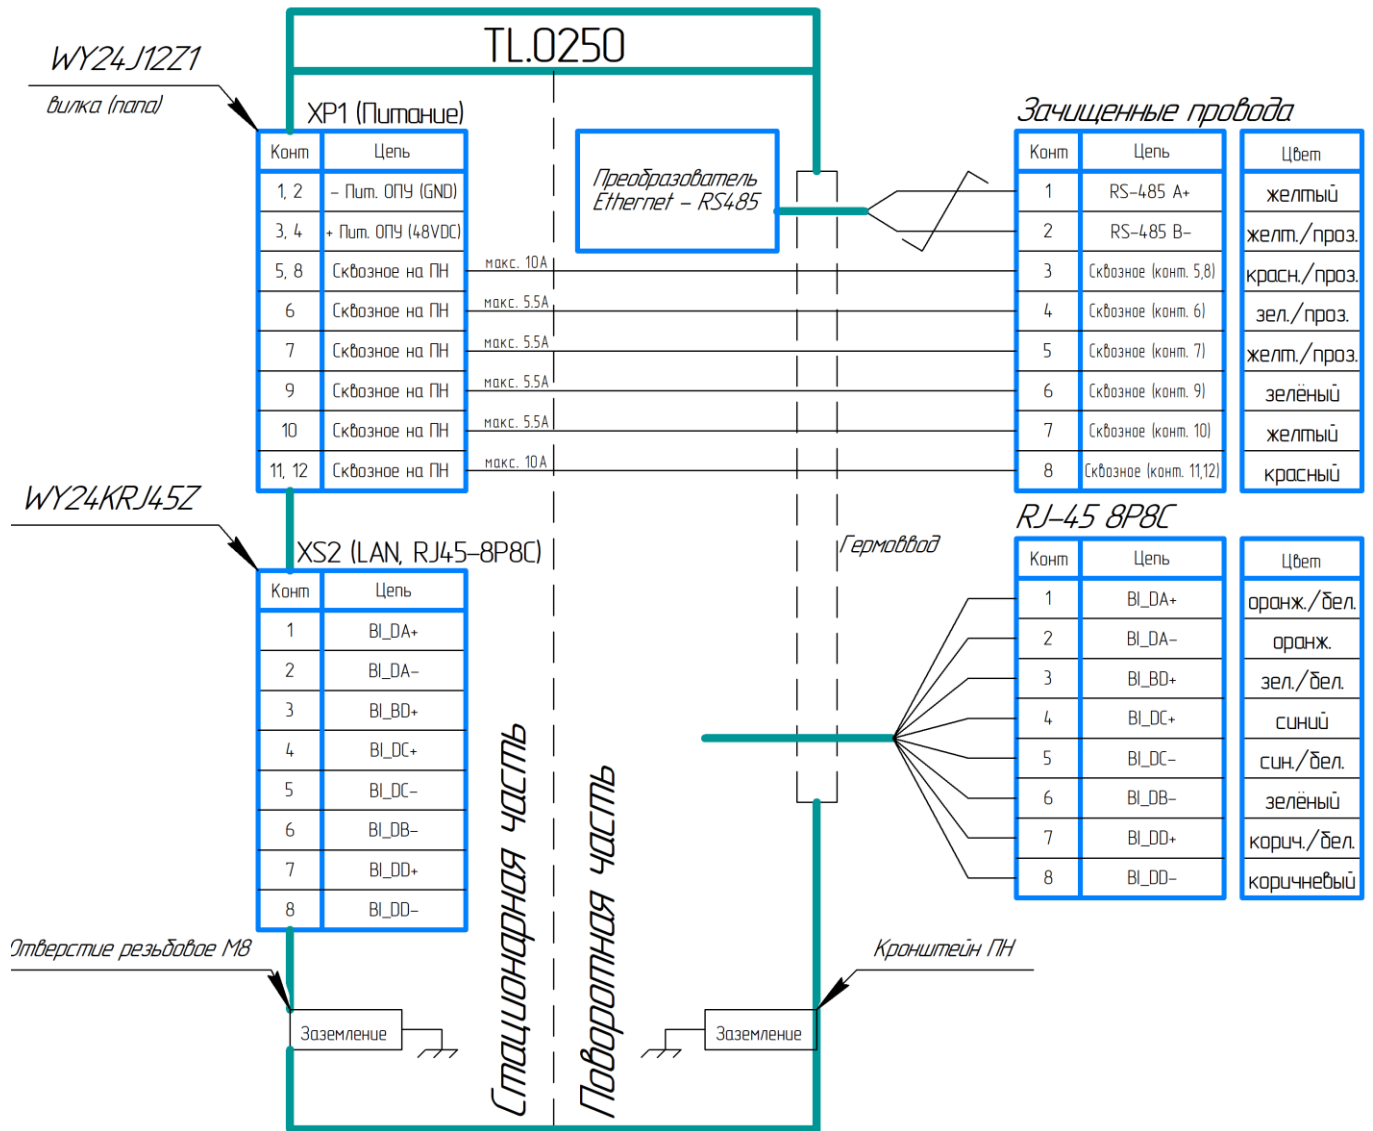 TL.0250
WY24J12Z1
вилка (папа)
XP1 (Питание)
Конт Цепь
1, 2 – Пит. ОПУ (GND)
3, 4 + Пит. ОПУ (48VDC)
5, 8 Сквозное на ПН макс. 10А
6 Сквозное на ПН макс. 5.5А
7 Сквозное на ПН макс. 5.5А
9 Сквозное на ПН макс. 5.5А
10 Сквозное на ПН макс. 5.5А
11, 12 Сквозное на ПН макс. 10А
Преобразователь
Ethernet – RS485
Зачищенные провода
Конт Цепь Цвет
1 RS-485 A+ желтый
2 RS-485 B– желт./проз.
3 Сквозное (конт. 5,8) красн./проз.
4 Сквозное (конт. 6) зел./проз.
5 Сквозное (конт. 7) желт./проз.
6 Сквозное (конт. 9) зелёный
7 Сквозное (конт. 10) желтый
8 Сквозное (конт. 11,12) красный
WY24KRJ45Z
XS2 (LAN, RJ45-8P8C)
Конт Цепь
1 BI_DA+
2 BI_DA–
3 BI_BD+
4 BI_DC+
5 BI_DC–
6 BI_DB–
7 BI_DD+
8 BI_DD–
Гермоввод
RJ-45 8P8C
Конт Цепь Цвет
1 BI_DA+ оранж./бел.
2 BI_DA– оранж.
3 BI_BD+ зел./бел.
4 BI_DC+ синий
5 BI_DC– син./бел.
6 BI_DB– зелёный
7 BI_DD+ корич./бел.
8 BI_DD– коричневый
Стационарная часть
Поворотная часть
Отверстие резьбовое М8
Заземление
Кронштейн ПН
Заземление